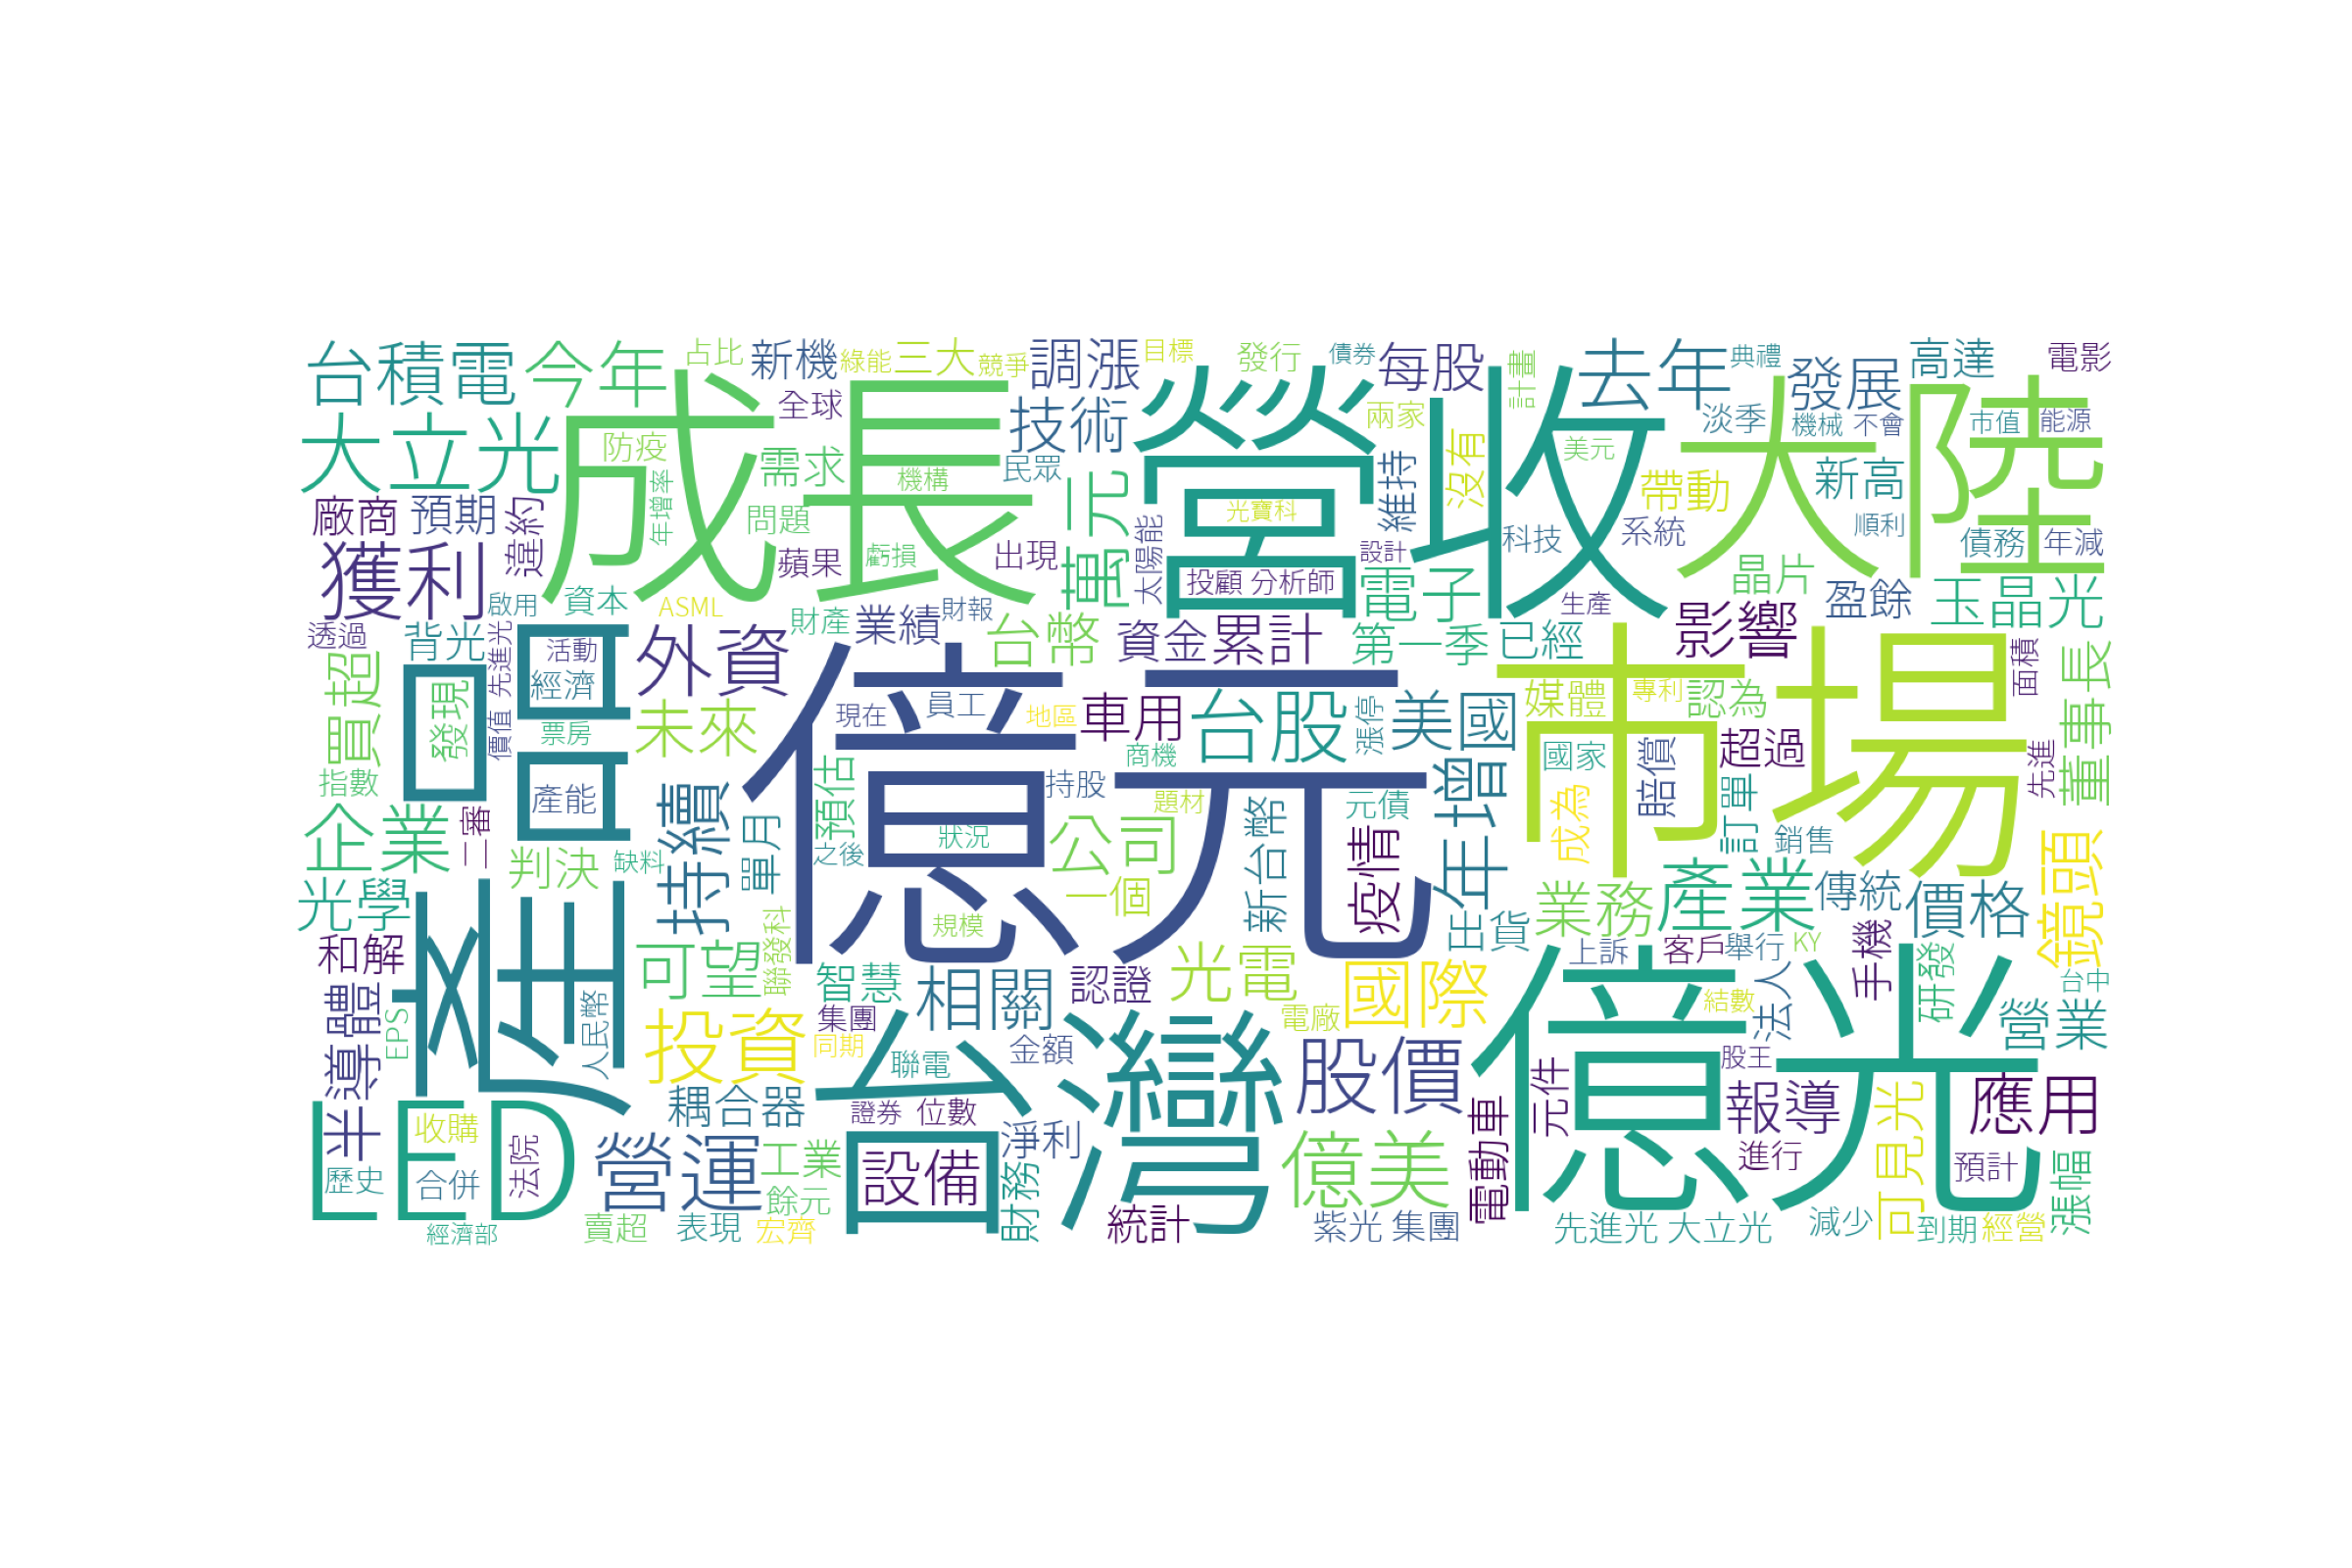 台積電
今年
占比
新機
綠能
三大
競爭
調漲
目標
發行
債券
每股
計畫
去年
典禮
發展
高達
電影
大立光
成長
全球
技術
營收
兩家
大陸
淡季
機械
不會
市值
能源
防疫
需求
機構
民眾
維持
沒有
美元
帶動
新高
廠商
預期
違約
年增率
問題
萬元
光寶科
科技
系統
順利
債務
年減
獲利
蘋果
虧損
出現
太陽能
設計
投顧 分析師
電子
生產
晶片
盈餘
玉晶光
啟用
資本
ASML
財產
業績
財報
台幣
資金
累計
第一季
已經
影響
透過
背光
先進光
活動
外資
面積
董事長
買超
發現
產品
經濟
價值
票房
未來
現在
員工
億元
地區
車用
台股
漲停
美國
市場
媒體
專利
認為
指數
產能
商機
國家
賠償
超過
先進
企業
二審
持續
單月
預估
持股
題材
元債
年增
成為
訂單
銷售
判決
缺料
之後
狀況
公司
新台幣
疫情
鏡頭
光學
一個
規模
出貨
業務
產業
傳統
價格
和解
可望
聯發科
智慧
相關
認證
光電
國際
上訴
客戶
舉行
KY
手機
研發
台中
半導體
EPS
人民幣
投資
集團
同期
聯電
金額
台灣
電廠
股價
億光
結數
法人
股王
營業
LED
收購
法院
耦合器
證券
位數
淨利
電動車
元件
報導
可見光
應用
歷史
合併
營運
工業
餘元
設備
財務
億美
進行
預計
漲幅
經濟部
賣超
表現
宏齊
統計
紫光 集團
先進光 大立光
減少
到期
經營